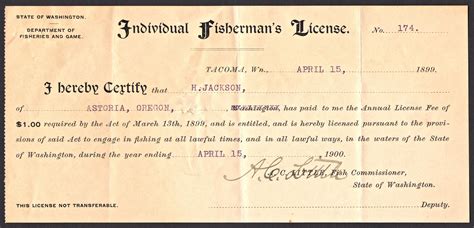 STATE OF WASHINGTON.
DEPARTMENT OF
FISHERIES AND GAME.
Individual Fisherman's License.
No. 174.
TACOMA, Wn. APRIL 15, 1899.
I hereby Certify that H.JACKSON,
of ASTORIA, OREGON, has paid to me the Annual License Fee
of $1.00 required by the Act of March 13th, 1899, and is entitled, and is hereby licensed pursuant to the
provisions of said Act to engage in fishing at all lawful times, and in all lawful ways, in the waters of the State
of Washington, during the year ending APRIL 15, 1900.
A. C. Little
A. C. LITTLE, Fish Commissioner,
State of Washington.
THIS LICENSE NOT TRANSFERABLE.
Deputy.